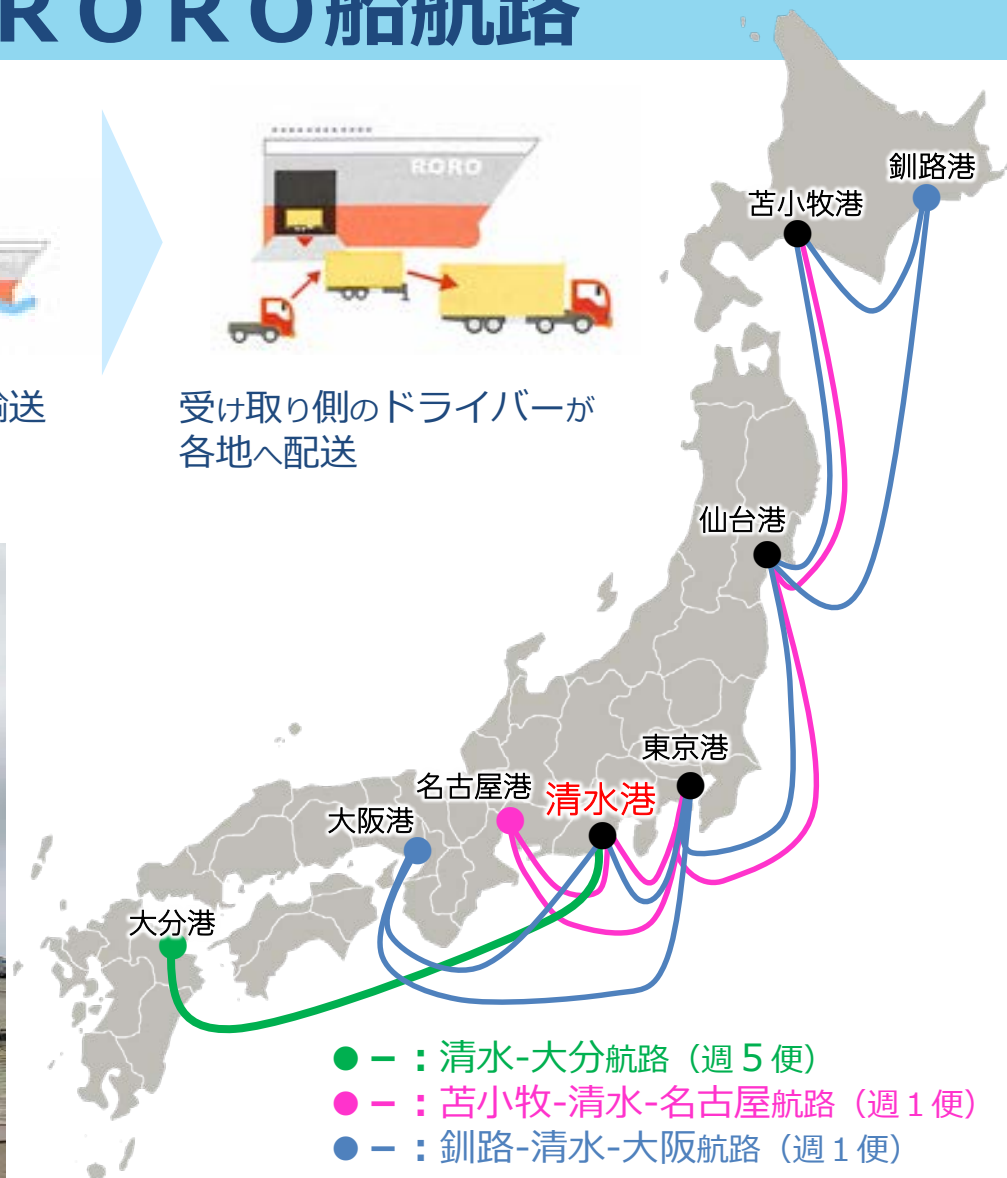 ＲＯＲＯ船航路
RORO
輸送
受け取り側のドライバーが
各地へ配送
釧路港
苫小牧港
仙台港
東京港
名古屋港
清水港
大阪港
大分港
● − ：清水-大分航路（週５便）
● − ：苫小牧-清水-名古屋航路（週１便）
● − ：釧路-清水-大阪航路（週１便）